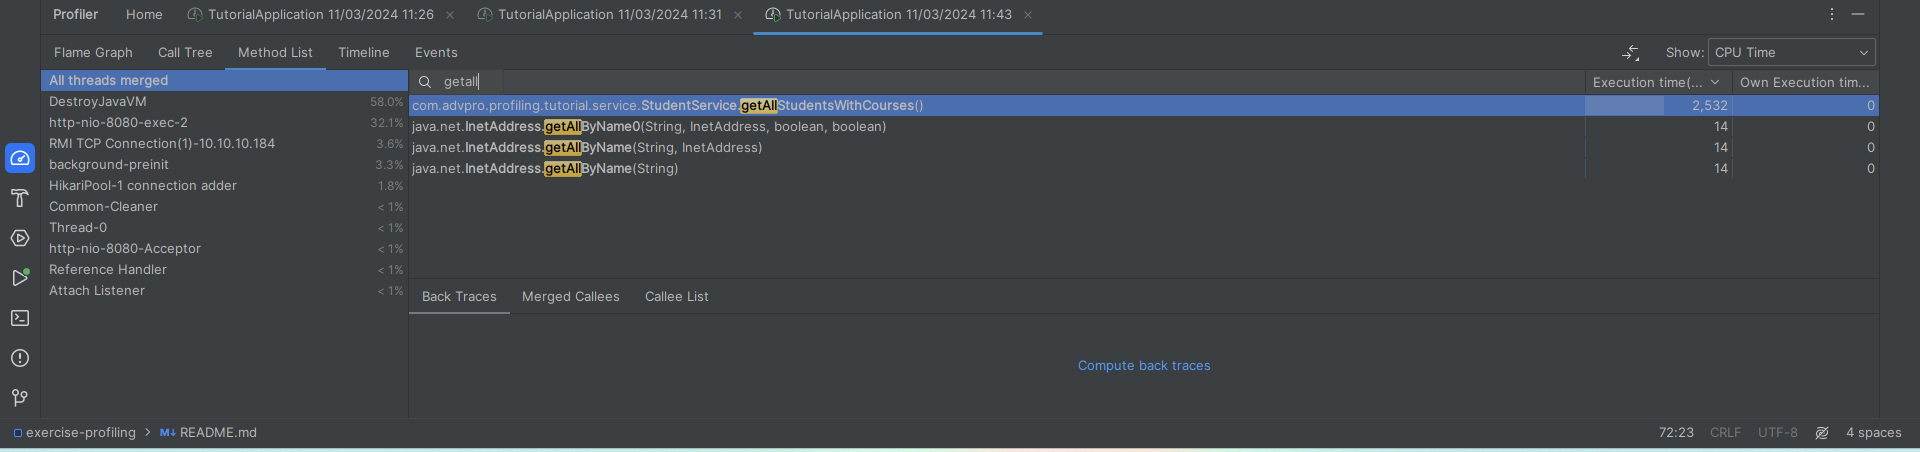 Profiler Home TutorialApplication 11/03/2024 11:26 × TutorialApplication 11/03/2024 11:31 × TutorialApplication 11/03/2024 11:43 ×
Flame Graph Call Tree Method List Timeline Events Show: CPU Time
All threads merged
DestroyJavaVM 58.0%
http-nio-8080-exec-2 32.1%
RMI TCP Connection(1)-10.10.10.184 3.6%
background-preinit 3.3%
HikariPool-1 connection adder 1.8%
Common-Cleaner < 1%
Thread-0 < 1%
http-nio-8080-Acceptor < 1%
Reference Handler < 1%
Attach Listener < 1%
getall Execution time(... Own Execution tim...
com.advpro.profiling.tutorial.service.StudentService.getAllStudentsWithCourses() 2,532 0
java.net.InetAddress.getAllByName0(String, InetAddress, boolean, boolean) 14 0
java.net.InetAddress.getAllByName(String, InetAddress) 14 0
java.net.InetAddress.getAllByName(String) 14 0
Back Traces Merged Callees Callee List
Compute back traces
exercise-profiling > M↓ README.md 72:23 CRLF UTF-8 4 spaces